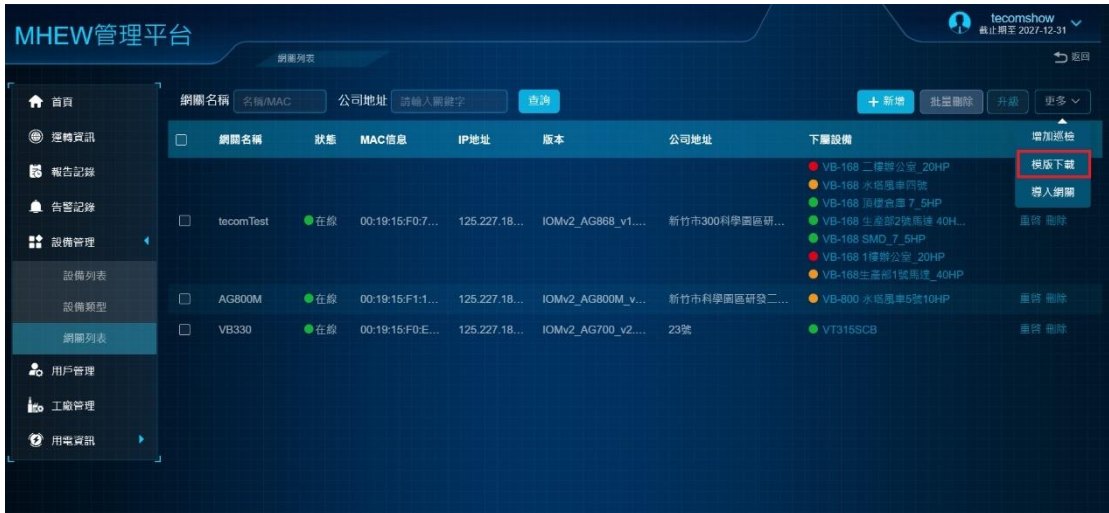 MHEW管理平台
tecomshow
截止期至 2027-12-31
網關列表
返回
首頁
運轉資訊
報告記錄
告警記錄
設備管理
設備列表
設備類型
網關列表
用戶管理
工廠管理
用電資訊
網關名稱 名稱/MAC 公司地址 請輸入關鍵字 查詢 + 新增 批量刪除 升級 更多
增加巡檢
模版下載
導入網關
網關名稱 狀態 MAC信息 IP地址 版本 公司地址 下屬設備
tecomTest 在線 00:19:15:F0:7... 125.227.18... IOMv2_AG868_v1.... 新竹市300科學園區研... 重啓 刪除
VB-168 二樓辦公室_20HP
VB-168 水塔風車四號
VB-168 頂樓倉庫 7_5HP
VB-168 生產部2號馬達 40H...
VB-168 SMD_7_5HP
VB-168 1樓辦公室_20HP
VB-168生產部1號馬達_40HP
AG800M 在線 00:19:15:F1:1... 125.227.18... IOMv2_AG800M_v... 新竹市科學園區研發二... VB-800 水塔風車5號10HP 重啓 刪除
VB330 在線 00:19:15:F0:E... 125.227.18... IOMv2_AG700_v2.... 23號 VT315SCB 重啓 刪除